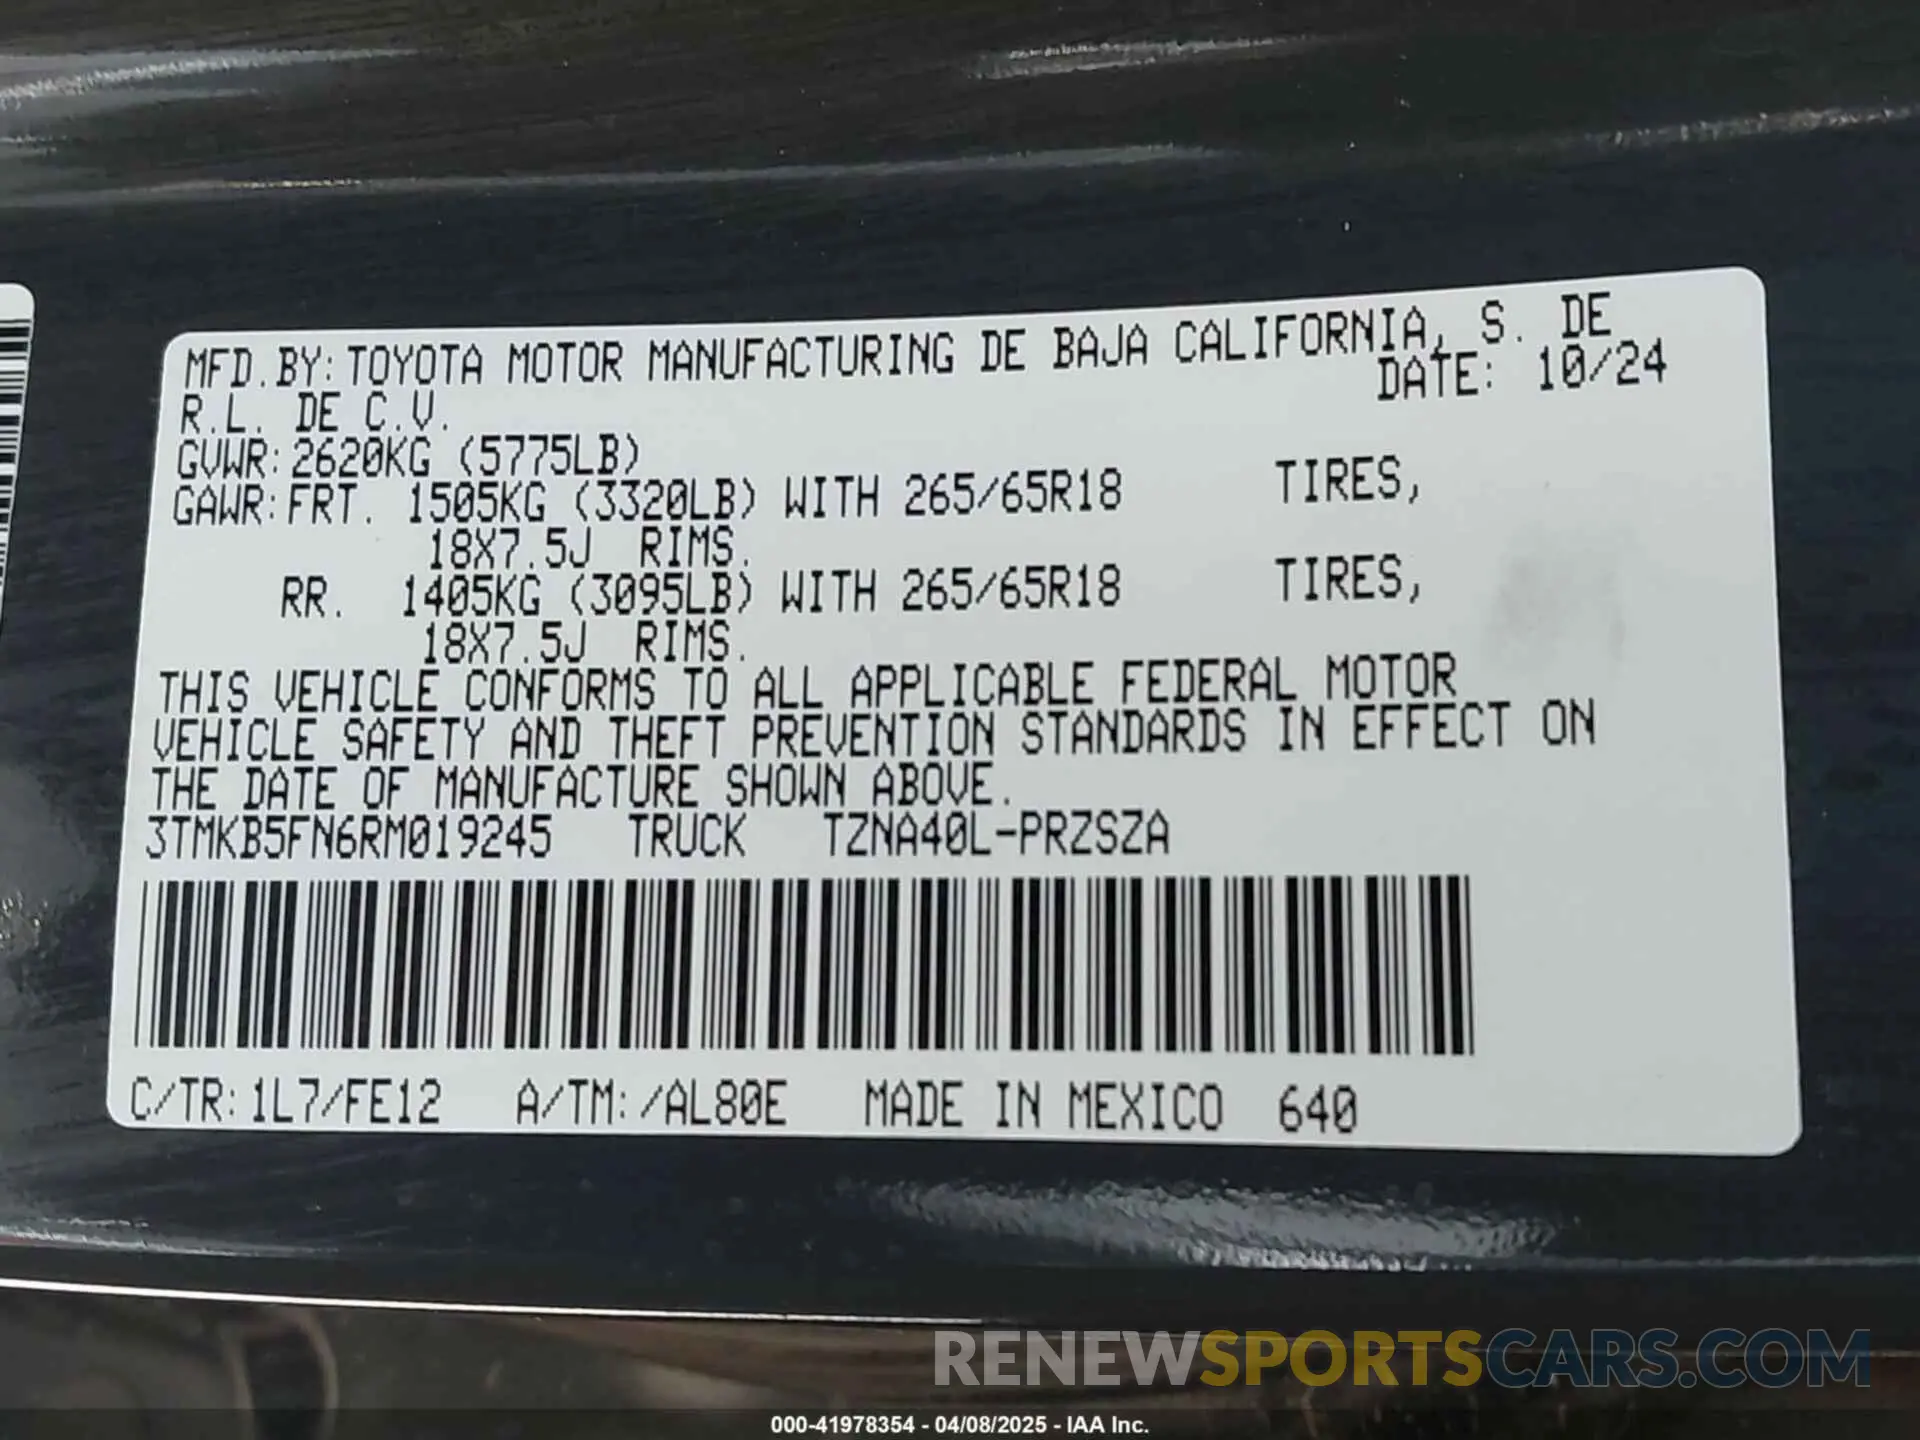 MFD.BY:TOYOTA MOTOR MANUFACTURING DE BAJA CALIFORNIA, S. DE
R.L. DE C.V. DATE: 10/24
GVWR:2620KG (5775LB)
GAWR:FRT. 1505KG (3320LB) WITH 265/65R18 TIRES,
18X7.5J RIMS.
RR. 1405KG (3095LB) WITH 265/65R18 TIRES,
18X7.5J RIMS.
THIS VEHICLE CONFORMS TO ALL APPLICABLE FEDERAL MOTOR
VEHICLE SAFETY AND THEFT PREVENTION STANDARDS IN EFFECT ON
THE DATE OF MANUFACTURE SHOWN ABOVE.
3TMKB5FN6RM019245 TRUCK TZNA40L-PRZSZA
C/TR:1L7/FE12 A/TM:/AL80E MADE IN MEXICO 640
RENEWSPORTSCARS.COM
000-41978354 - 04/08/2025 - IAA Inc.